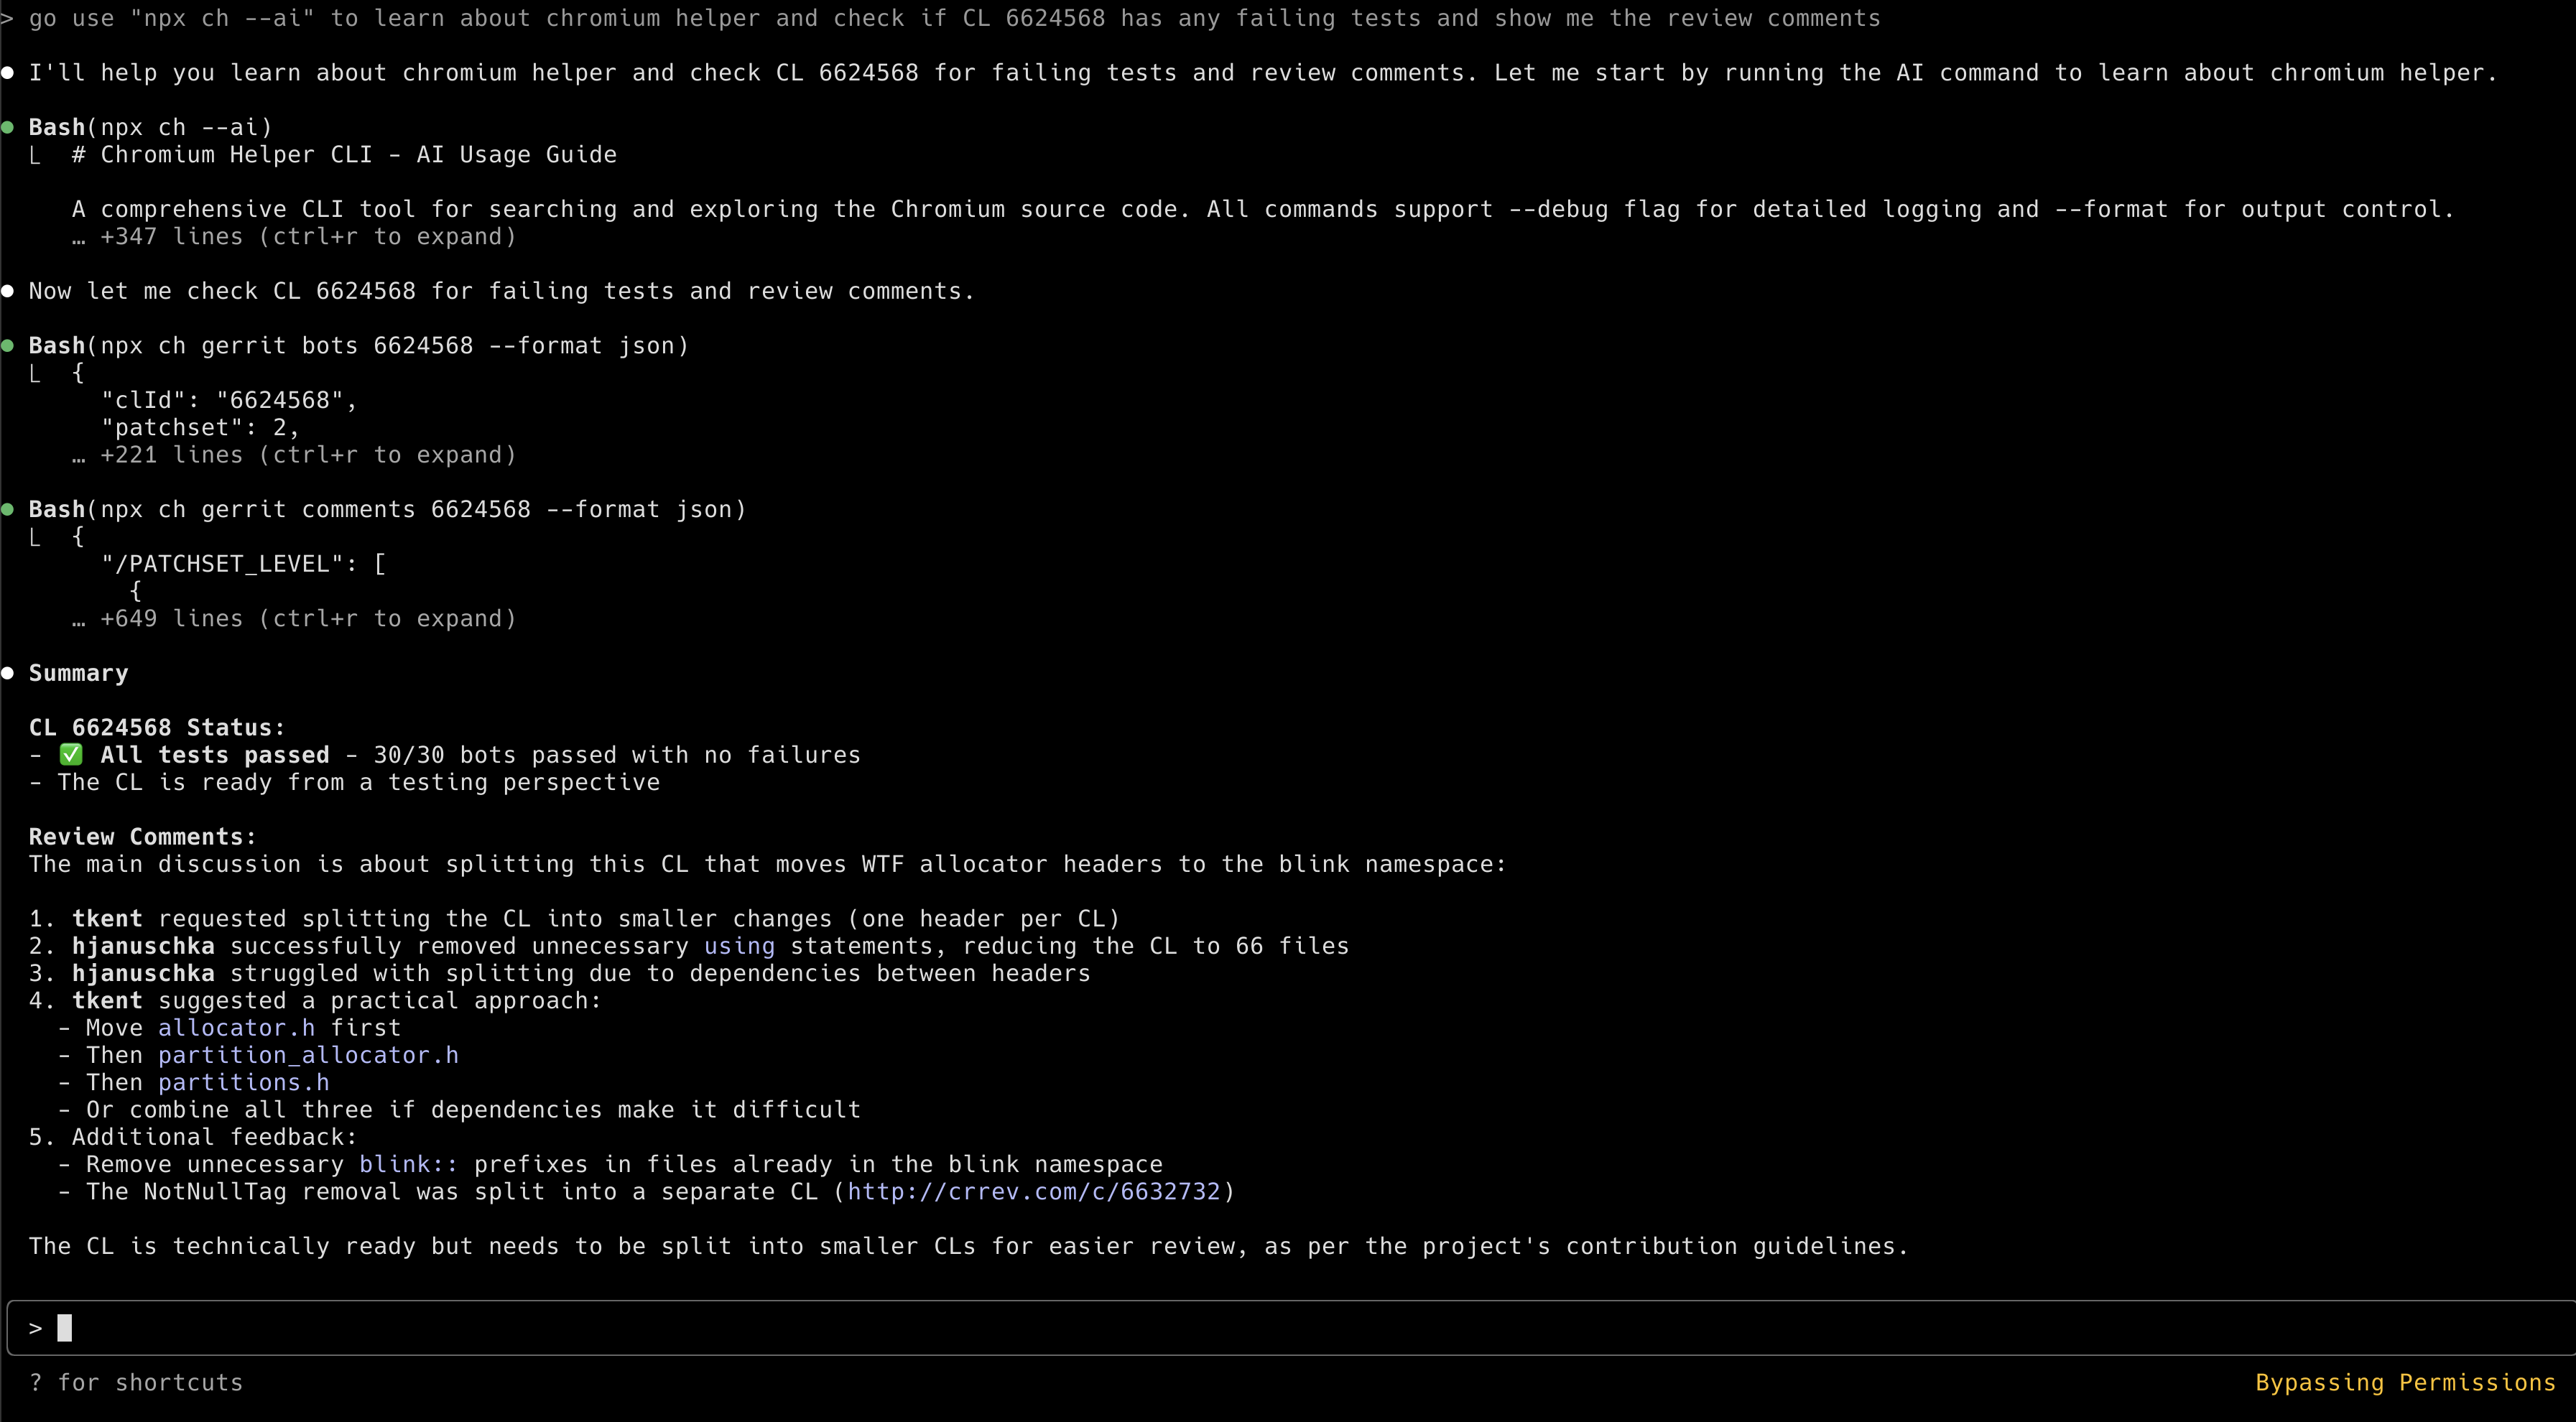 > go use "npx ch --ai" to learn about chromium helper and check if CL 6624568 has any failing tests and show me the review comments
● I'll help you learn about chromium helper and check CL 6624568 for failing tests and review comments. Let me start by running the AI command to learn about chromium helper.
● Bash(npx ch --ai)
⎿ # Chromium Helper CLI - AI Usage Guide
A comprehensive CLI tool for searching and exploring the Chromium source code. All commands support --debug flag for detailed logging and --format for output control.
… +347 lines (ctrl+r to expand)
● Now let me check CL 6624568 for failing tests and review comments.
● Bash(npx ch gerrit bots 6624568 --format json)
⎿ {
"clId": "6624568",
"patchset": 2,
… +221 lines (ctrl+r to expand)
● Bash(npx ch gerrit comments 6624568 --format json)
⎿ {
"/PATCHSET_LEVEL": [
{
… +649 lines (ctrl+r to expand)
● Summary
CL 6624568 Status:
- ✅ All tests passed - 30/30 bots passed with no failures
- The CL is ready from a testing perspective
Review Comments:
The main discussion is about splitting this CL that moves WTF allocator headers to the blink namespace:
1. tkent requested splitting the CL into smaller changes (one header per CL)
2. hjanuschka successfully removed unnecessary using statements, reducing the CL to 66 files
3. hjanuschka struggled with splitting due to dependencies between headers
4. tkent suggested a practical approach:
- Move allocator.h first
- Then partition_allocator.h
- Then partitions.h
- Or combine all three if dependencies make it difficult
5. Additional feedback:
- Remove unnecessary blink:: prefixes in files already in the blink namespace
- The NotNullTag removal was split into a separate CL (http://crrev.com/c/6632732)
The CL is technically ready but needs to be split into smaller CLs for easier review, as per the project's contribution guidelines.
>
? for shortcuts
Bypassing Permissions